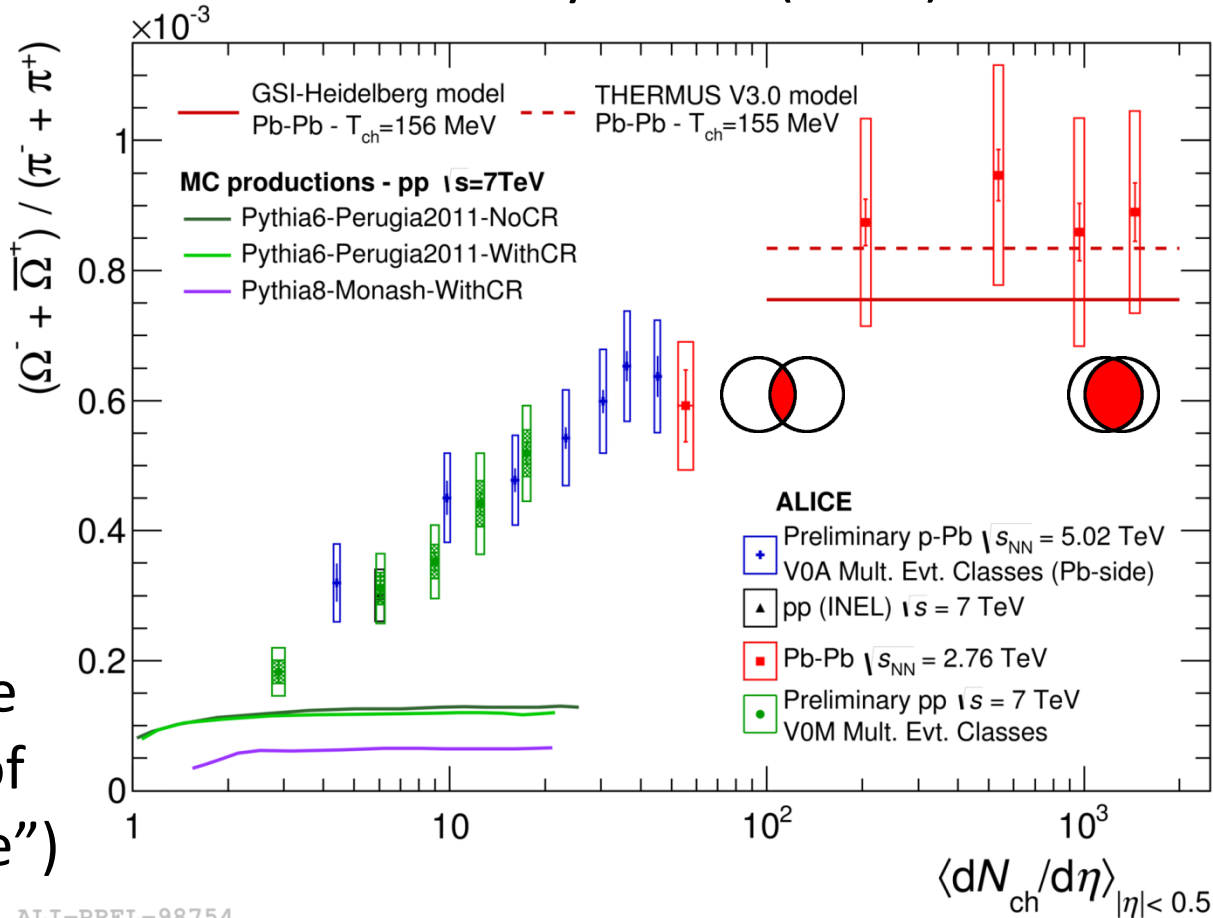 ×10⁻³
(Ω⁻ + Ω̅⁺) / (π⁻ + π⁺)
GSI-Heidelberg model
Pb-Pb - T_ch=156 MeV
THERMUS V3.0 model
Pb-Pb - T_ch=155 MeV
MC productions - pp √s=7TeV
Pythia6-Perugia2011-NoCR
Pythia6-Perugia2011-WithCR
Pythia8-Monash-WithCR
1
0.8
0.6
0.4
0.2
0
ALICE
Preliminary p-Pb √s_NN = 5.02 TeV
V0A Mult. Evt. Classes (Pb-side)
pp (INEL) √s = 7 TeV
Pb-Pb √s_NN = 2.76 TeV
Preliminary pp √s = 7 TeV
V0M Mult. Evt. Classes
1 10 10² 10³
⟨dN_ch/dη⟩_|η|< 0.5
e
of
e”)